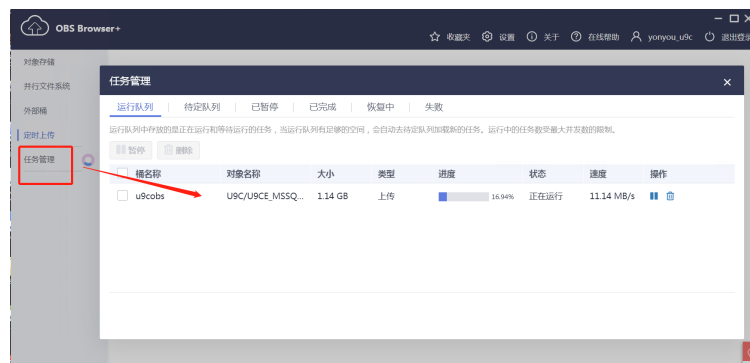 OBS Browser+
收藏夹 设置 关于 在线帮助 yonyou_u9c 退出登录
对象存储
并行文件系统
外部桶
定时上传
任务管理
任务管理
运行队列 待定队列 已暂停 已完成 恢复中 失败
运行队列中存放的是正在运行和等待运行的任务，当运行队列有足够的空间，会自动去待定队列加载新的任务。运行中的任务数受最大并发数的限制。
暂停 删除
桶名称 对象名称 大小 类型 进度 状态 速度 操作
u9cobs U9C/U9CE_MSSQ... 1.14 GB 上传 16.94% 正在运行 11.14 MB/s